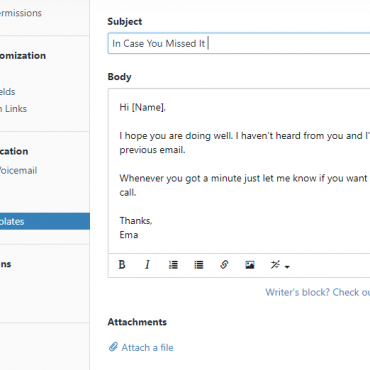 ermissions
omization
elds
n Links
cation
Voicemail
plates
ns
Subject
In Case You Missed It
Body
Hi [Name],
I hope you are doing well. I haven't heard from you and I'
previous email.
Whenever you got a minute just let me know if you want
call.
Thanks,
Ema
B I
Writer's block? Check ou
Attachments
Attach a file